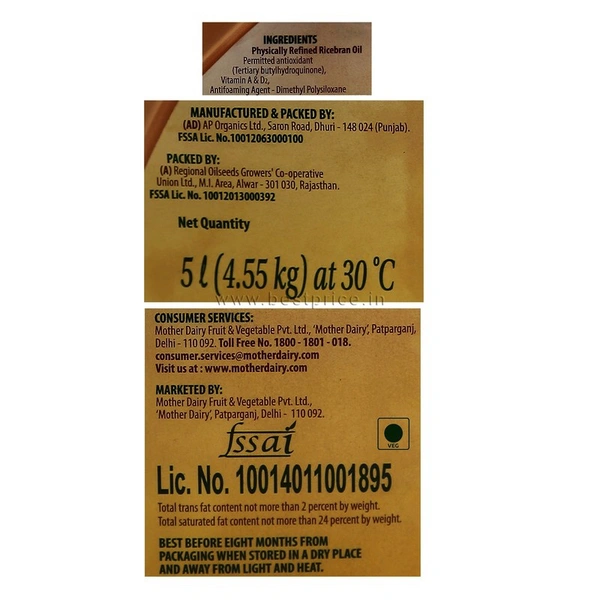 INGREDIENTS
Physically Refined Ricebran Oil
Permitted antioxidant
(Tertiary butylhydroquinone),
Vitamin A & D₂,
Antifoaming Agent - Dimethyl Polysiloxane
MANUFACTURED & PACKED BY:
(AD) AP Organics Ltd., Saron Road, Dhuri - 148 024 (Punjab).
FSSA Lic. No.10012063000100
PACKED BY:
(A) Regional Oilseeds Growers' Co-operative
Union Ltd., M.I. Area, Alwar - 301 030, Rajasthan.
FSSA Lic. No. 10012013000392
Net Quantity
5 ℓ (4.55 kg) at 30 °C
www.bestprice.in
CONSUMER SERVICES:
Mother Dairy Fruit & Vegetable Pvt. Ltd., 'Mother Dairy', Patparganj,
Delhi - 110 092. Toll Free No. 1800 - 1801 - 018.
consumer.services@motherdairy.com
Visit us at : www.motherdairy.com
MARKETED BY:
Mother Dairy Fruit & Vegetable Pvt. Ltd.,
'Mother Dairy', Patparganj, Delhi - 110 092.
fssai
VEG
Lic. No. 10014011001895
Total trans fat content not more than 2 percent by weight.
Total saturated fat content not more than 24 percent by weight.
BEST BEFORE EIGHT MONTHS FROM
PACKAGING WHEN STORED IN A DRY PLACE
AND AWAY FROM LIGHT AND HEAT.